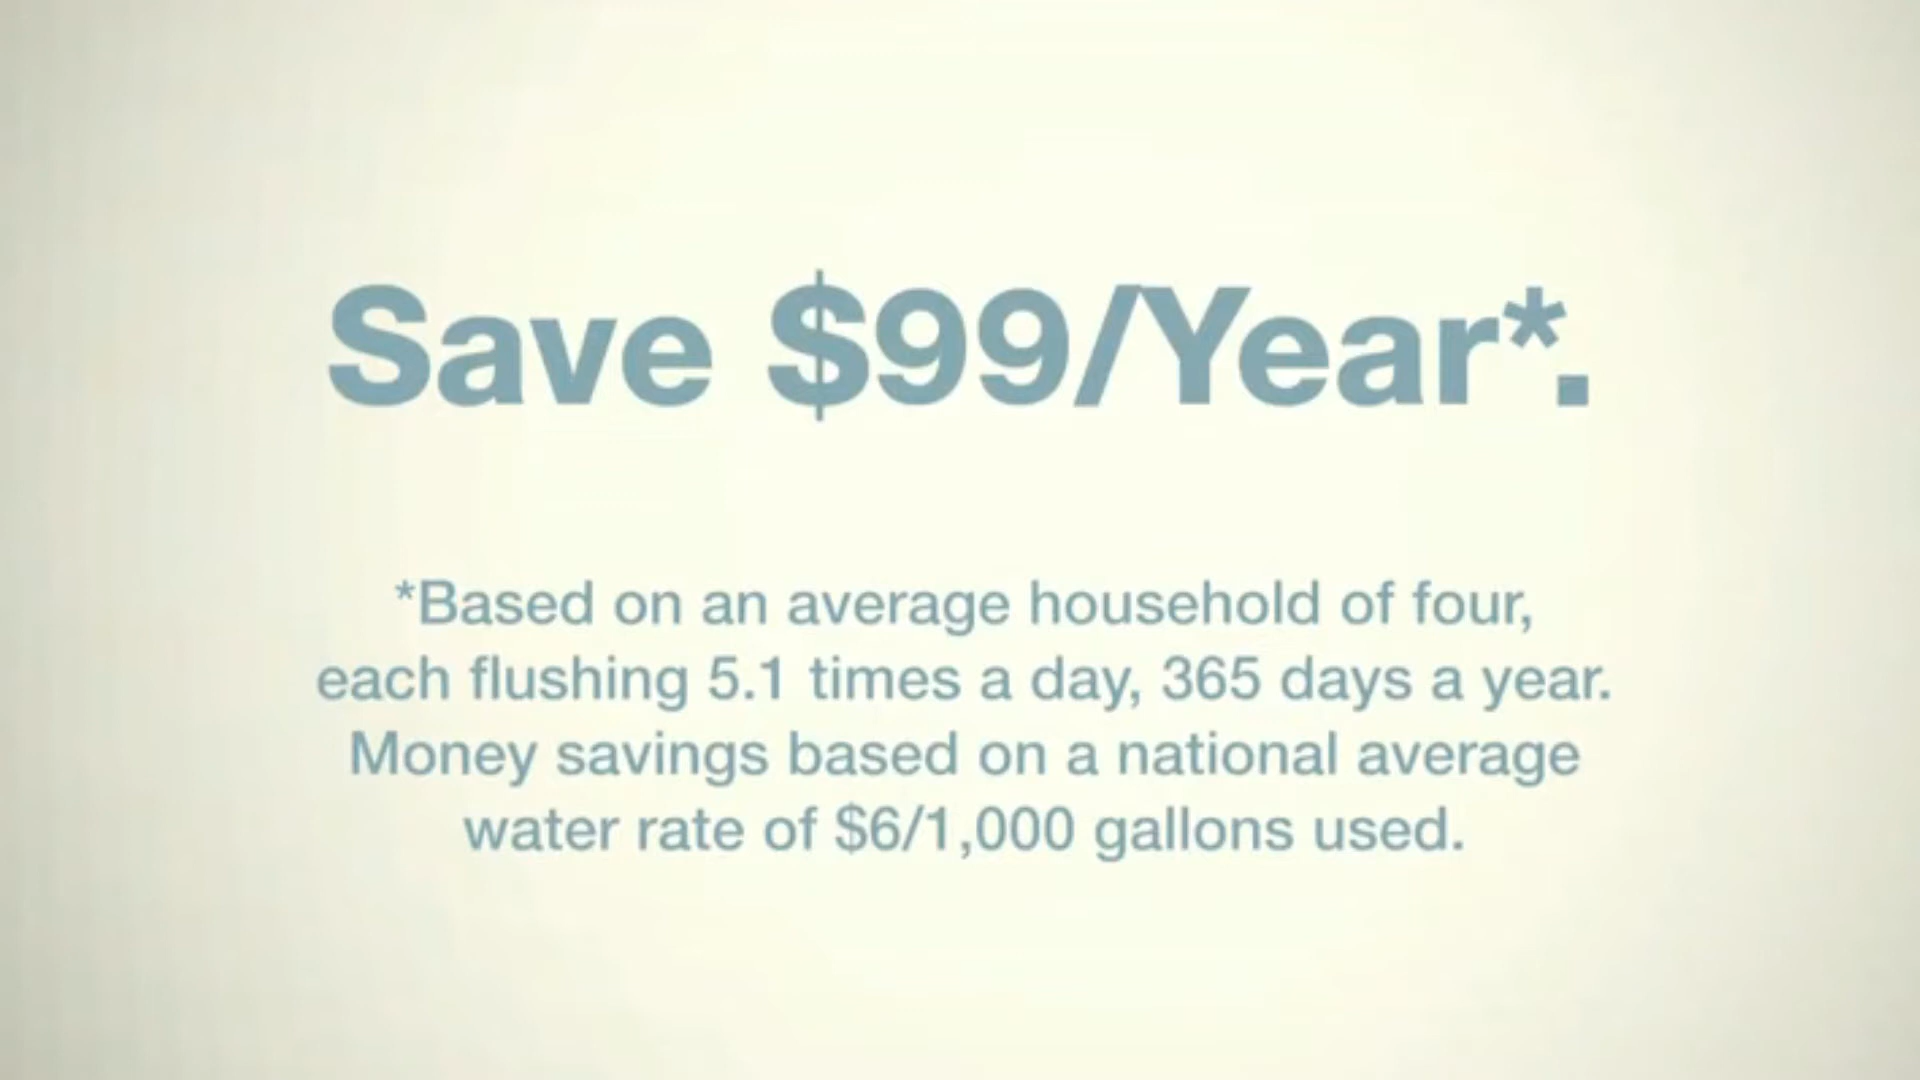 Save $99/Year*.
*Based on an average household of four,
each flushing 5.1 times a day, 365 days a year.
Money savings based on a national average
water rate of $6/1,000 gallons used.